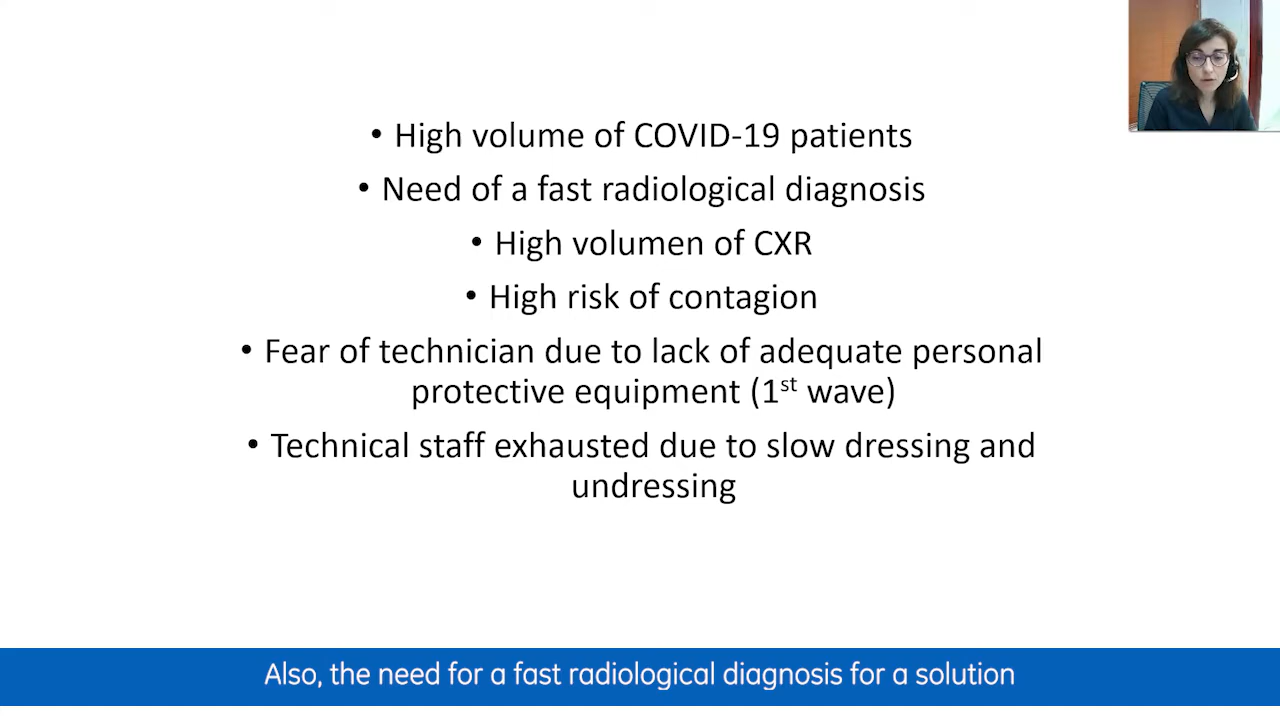 • High volume of COVID-19 patients
• Need of a fast radiological diagnosis
• High volumen of CXR
• High risk of contagion
• Fear of technician due to lack of adequate personal
protective equipment (1st wave)
• Technical staff exhausted due to slow dressing and
undressing
Also, the need for a fast radiological diagnosis for a solution